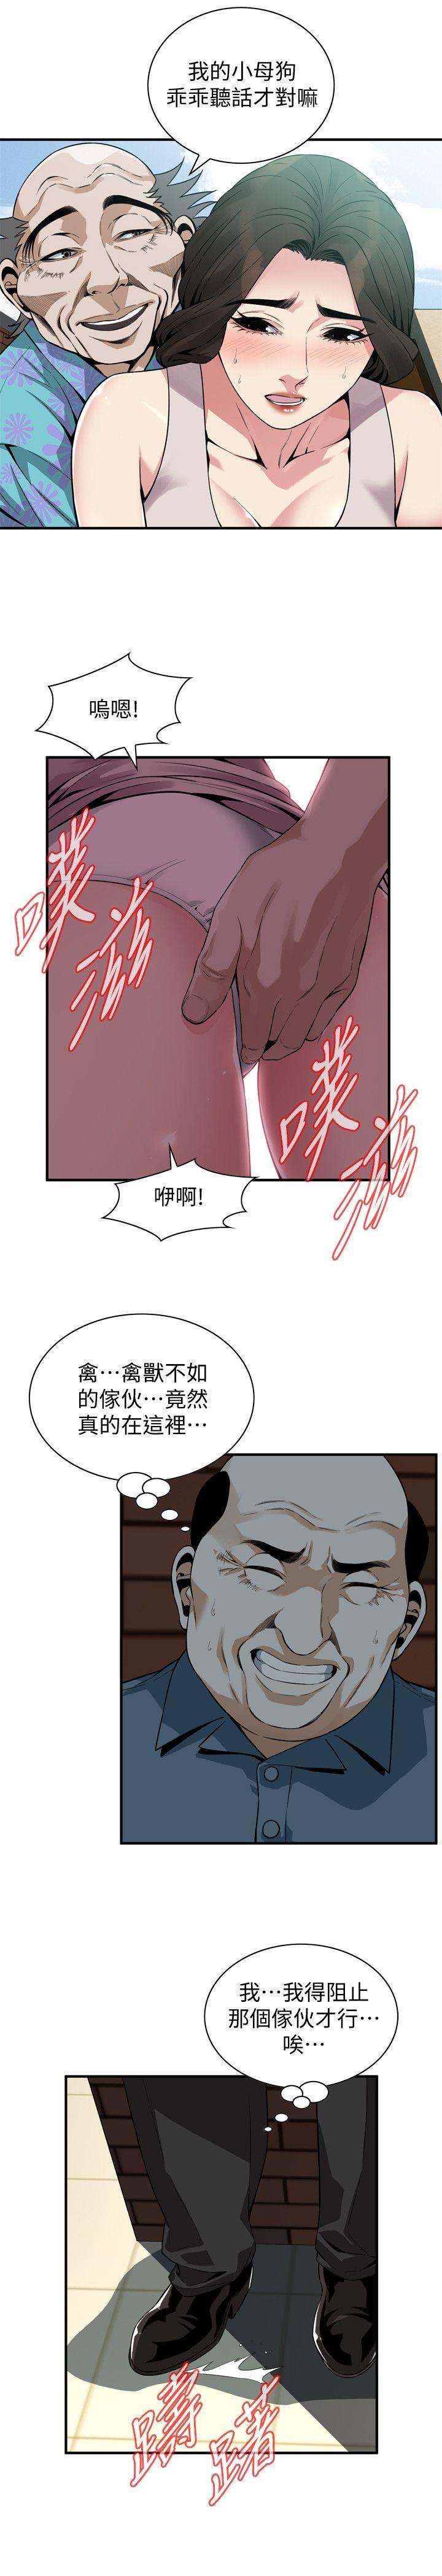 我的小母狗
乖乖聽話才對嘛
嗚嗯!
噗滋
噗滋
咿啊!
禽⋯禽獸不如
的傢伙⋯竟然
真的在這裡⋯
我⋯我得阻止
那個傢伙才行⋯
唉⋯
躊躇